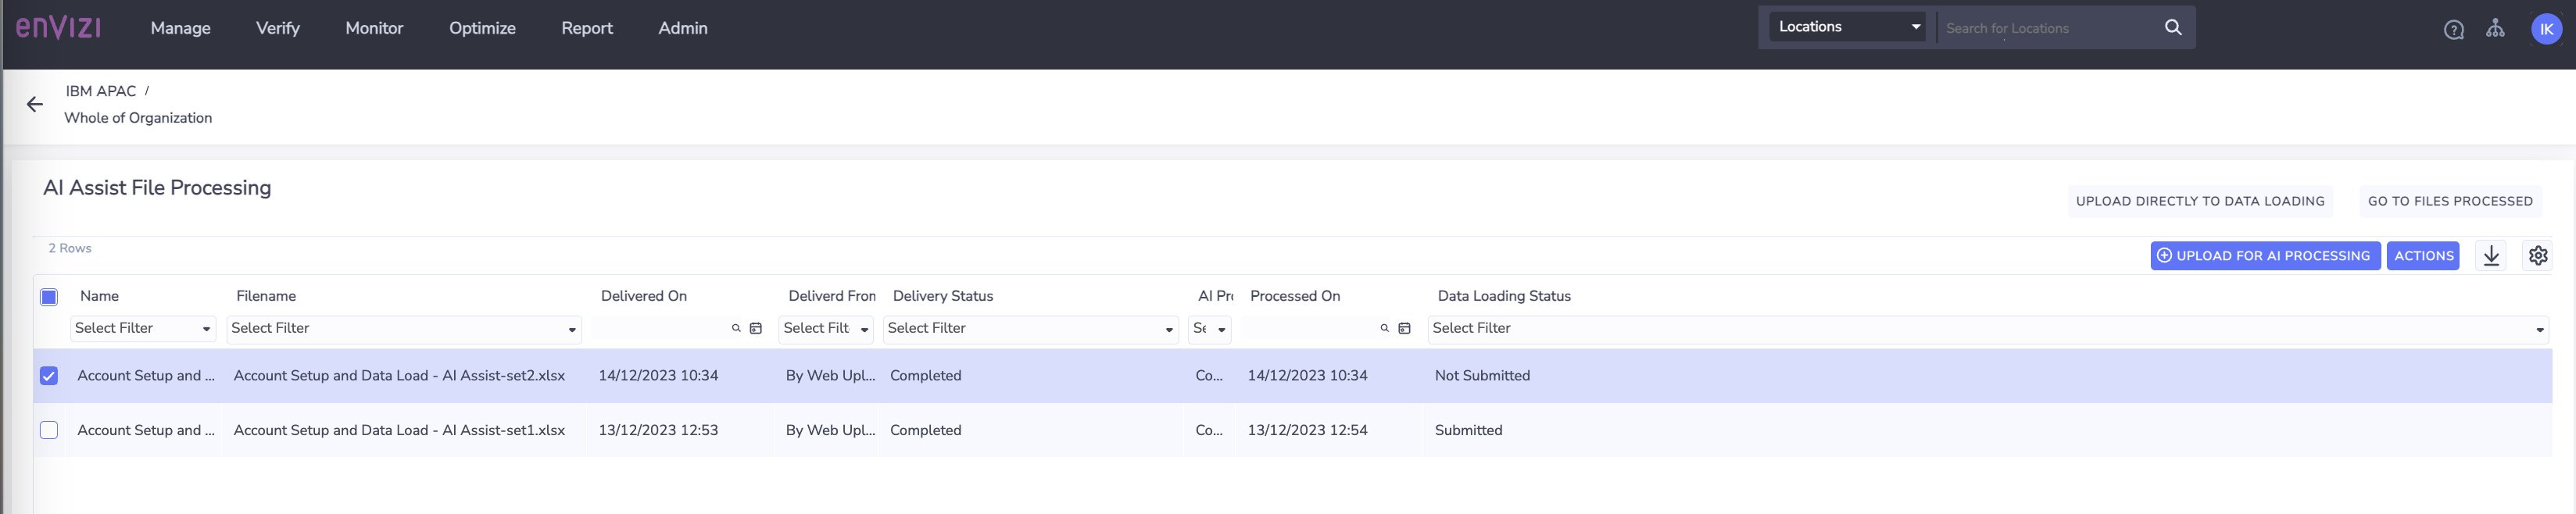 enVizi Manage Verify Monitor Optimize Report Admin Locations Search for Locations IK
IBM APAC /
Whole of Organization
AI Assist File Processing
UPLOAD DIRECTLY TO DATA LOADING GO TO FILES PROCESSED
2 Rows
UPLOAD FOR AI PROCESSING ACTIONS
Name Filename Delivered On Deliverd Fron Delivery Status AI Pr Processed On Data Loading Status
Select Filter Select Filter Select Filt Select Filter Se Select Filter
Account Setup and ... Account Setup and Data Load - AI Assist-set2.xlsx 14/12/2023 10:34 By Web Upl... Completed Co... 14/12/2023 10:34 Not Submitted
Account Setup and ... Account Setup and Data Load - AI Assist-set1.xlsx 13/12/2023 12:53 By Web Upl... Completed Co... 13/12/2023 12:54 Submitted